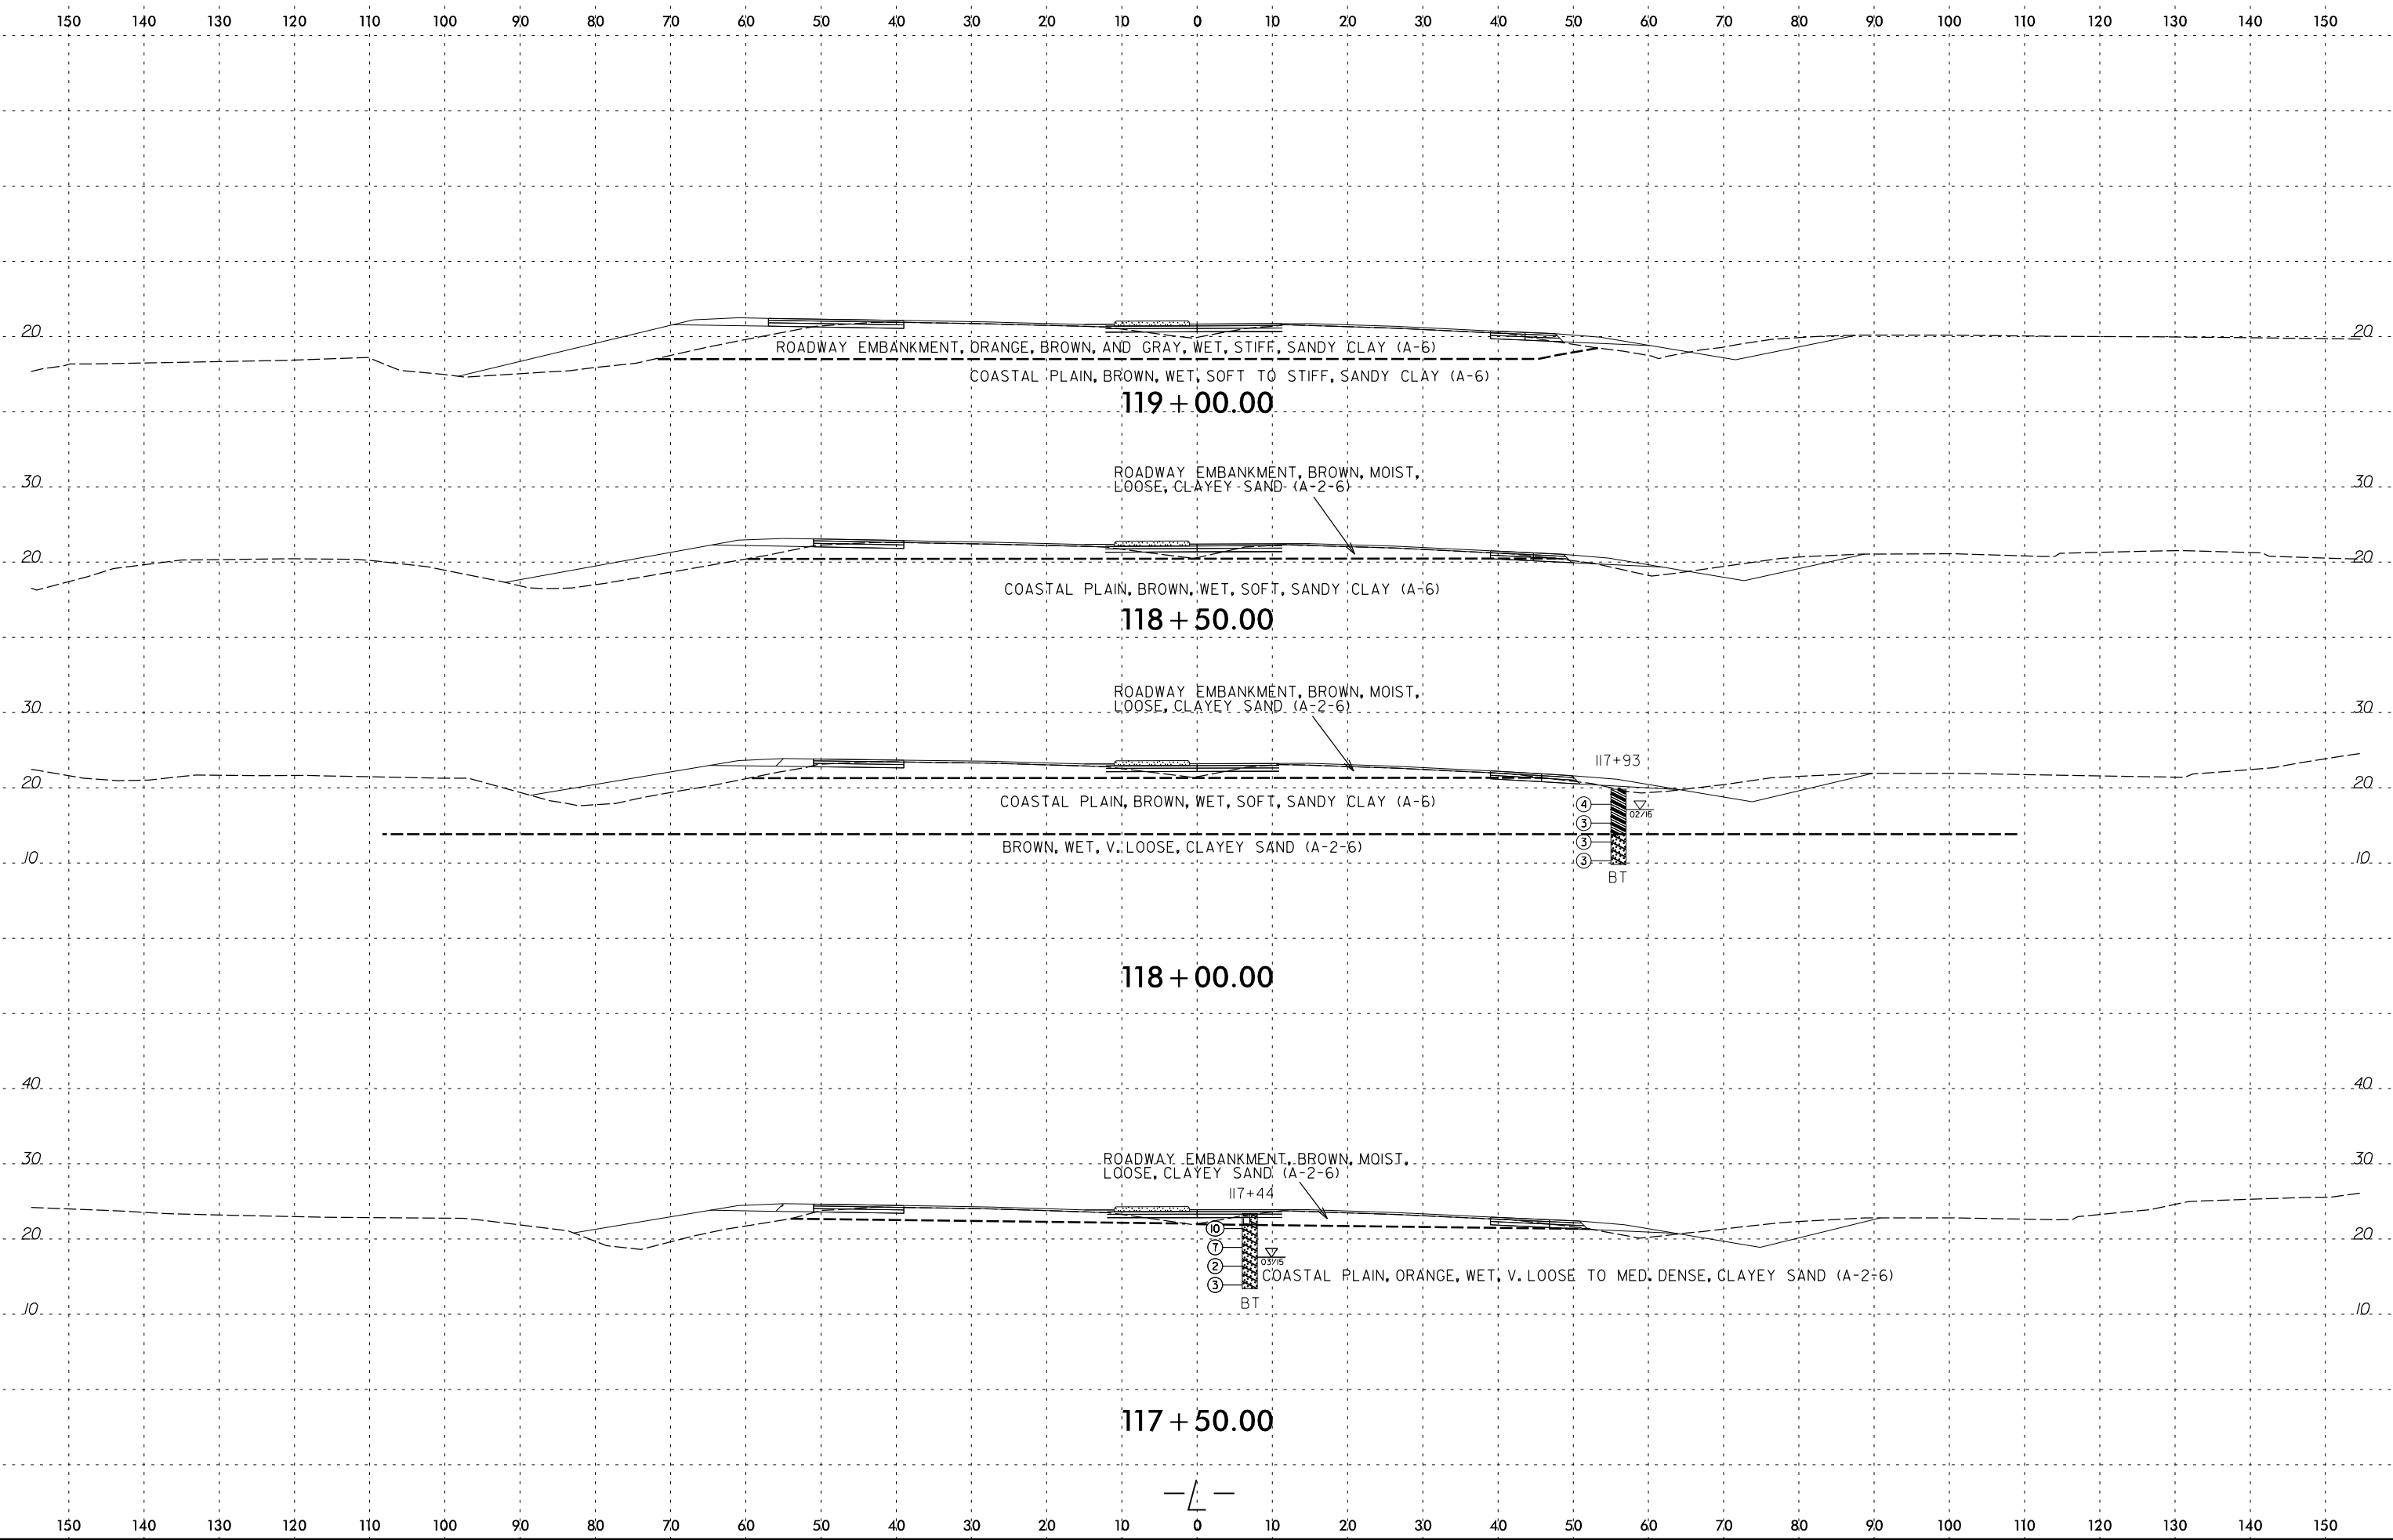 150 140 130 120 110 100 90 80 70 60 50 40 30 20 10 0 10 20 30 40 50 60 70 80 90 100 110 120 130 140 150
20 20
ROADWAY EMBANKMENT, ORANGE, BROWN, AND GRAY, WET, STIFF, SANDY CLAY (A-6)
COASTAL PLAIN, BROWN, WET, SOFT TO STIFF, SANDY CLAY (A-6)
119+00.00
ROADWAY EMBANKMENT, BROWN, MOIST,
30 LOOSE, CLAYEY SAND (A-2-6) 30
20 20
COASTAL PLAIN, BROWN, WET, SOFT, SANDY CLAY (A-6)
118+50.00
ROADWAY EMBANKMENT, BROWN, MOIST,
30 LOOSE, CLAYEY SAND (A-2-6) 30
117+93
20 20
COASTAL PLAIN, BROWN, WET, SOFT, SANDY CLAY (A-6) 4
02/15
3
3
BROWN, WET, V. LOOSE, CLAYEY SAND (A-2-6)
10 3 10
BT
118+00.00
40 40
ROADWAY EMBANKMENT, BROWN, MOIST,
30 30
LOOSE, CLAYEY SAND (A-2-6)
117+44
10
20 20
7
03/15
2
COASTAL PLAIN, ORANGE, WET, V. LOOSE TO MED. DENSE, CLAYEY SAND (A-2-6)
3
BT
10 10
117+50.00
-L-
150 140 130 120 110 100 90 80 70 60 50 40 30 20 10 0 10 20 30 40 50 60 70 80 90 100 110 120 130 140 150